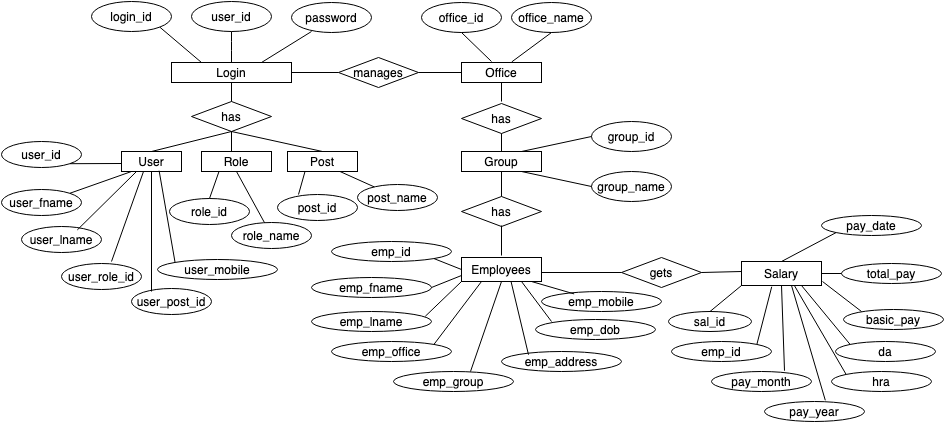 login_id
user_id
password
office_id
office_name
Login
manages
Office
has
has
user_id
User
Role
Post
Group
group_id
group_name
user_fname
role_id
post_id
post_name
has
user_lname
role_name
pay_date
emp_id
user_role_id
user_mobile
Employees
gets
Salary
total_pay
user_post_id
emp_fname
emp_mobile
emp_lname
emp_dob
sal_id
basic_pay
emp_office
emp_address
emp_id
da
emp_group
pay_month
hra
pay_year